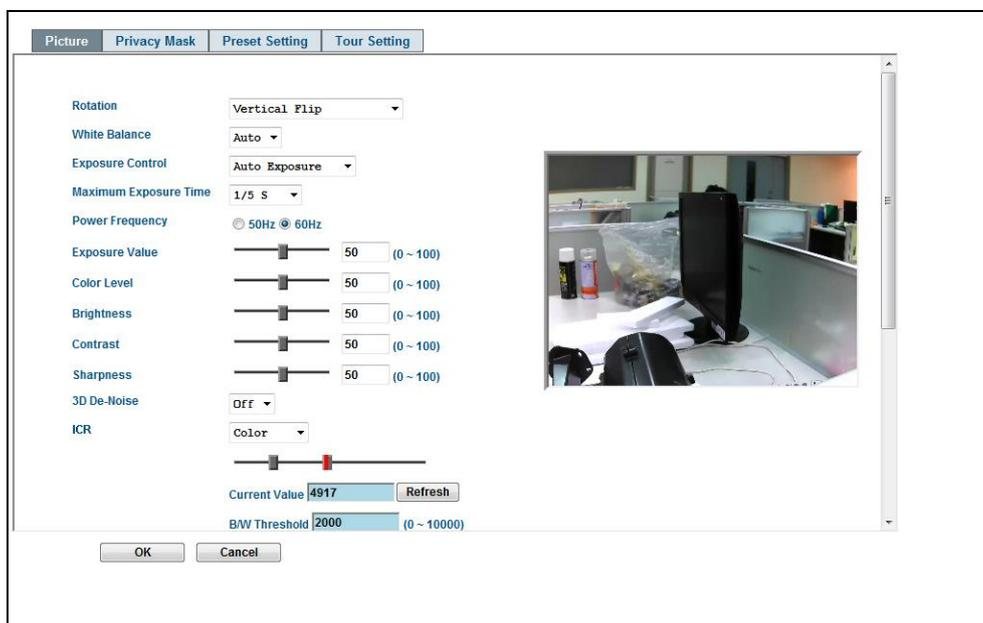 Picture Privacy Mask Preset Setting Tour Setting
Rotation Vertical Flip
White Balance Auto
Exposure Control Auto Exposure
Maximum Exposure Time 1/5 S
Power Frequency 50Hz 60Hz
Exposure Value 50 (0 ~ 100)
Color Level 50 (0 ~ 100)
Brightness 50 (0 ~ 100)
Contrast 50 (0 ~ 100)
Sharpness 50 (0 ~ 100)
3D De-Noise Off
ICR Color
Current Value 4917 Refresh
B/W Threshold 2000 (0 ~ 10000)
OK Cancel